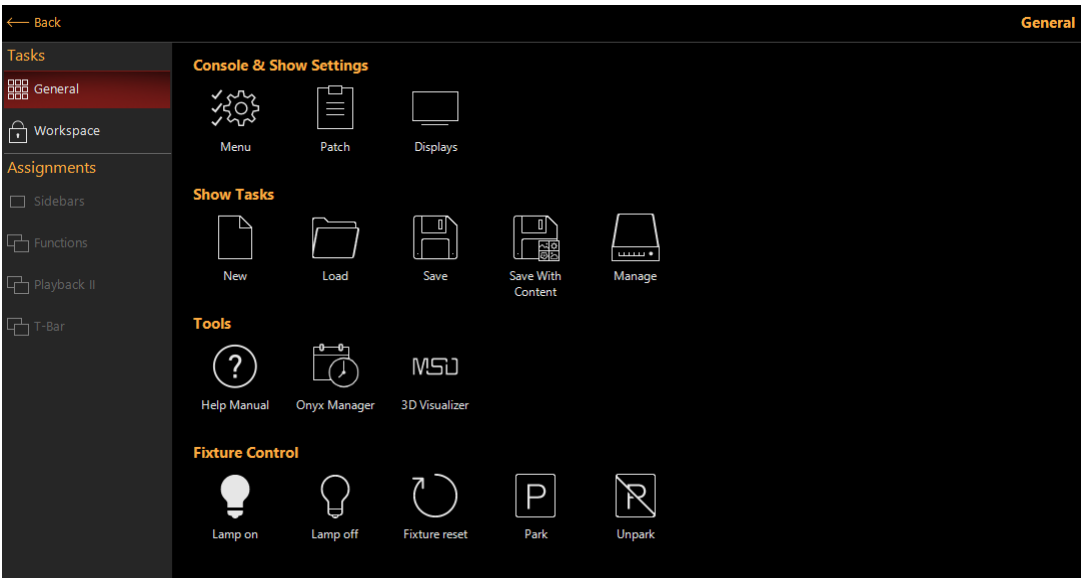 Back
General
Tasks
General
Workspace
Assignments
Sidebars
Functions
Playback II
T-Bar
Console & Show Settings
Menu
Patch
Displays
Show Tasks
New
Load
Save
Save With
Content
Manage
Tools
?
MSD
Help Manual
Onyx Manager
3D Visualizer
Fixture Control
P
R
Lamp on
Lamp off
Fixture reset
Park
Unpark